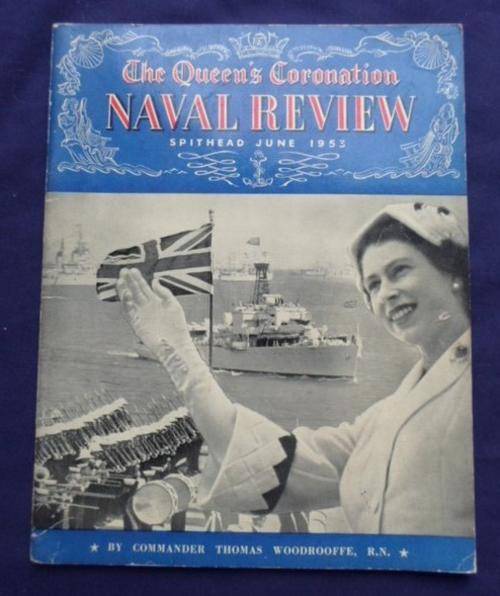 The Queen's Coronation
NAVAL REVIEW
SPITHEAD JUNE 1953
★ BY COMMANDER THOMAS WOODROOFFE, R.N. ★